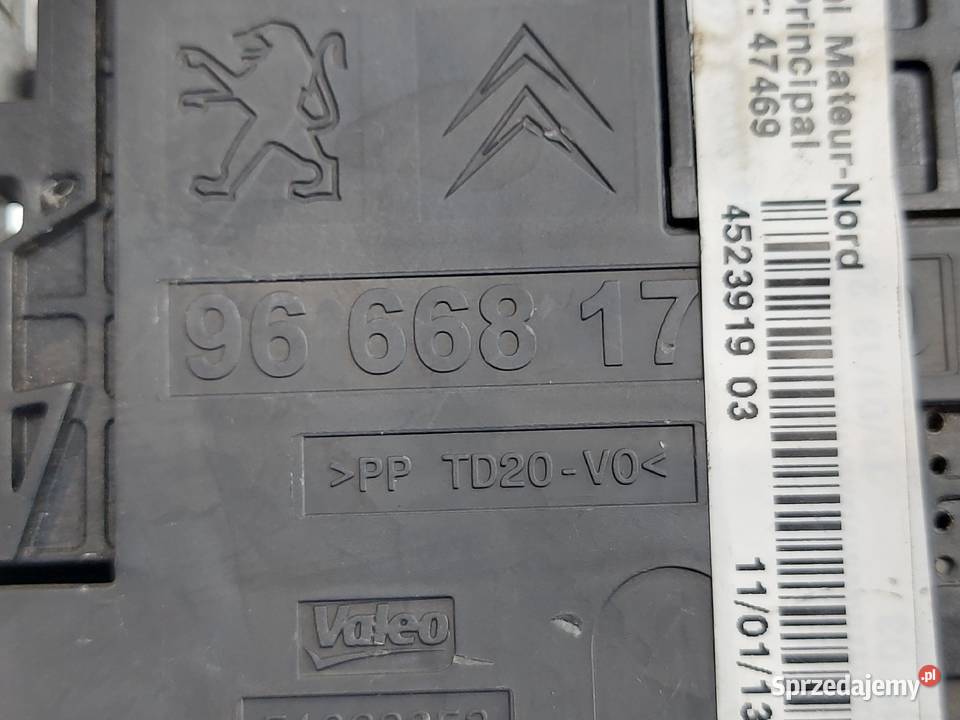 96 668 17
>PP TD20-V0<
Valeo
Mateur-Nord
Principal
: 47469
4523919 03
11/01/13
Sprzedajemy.pl